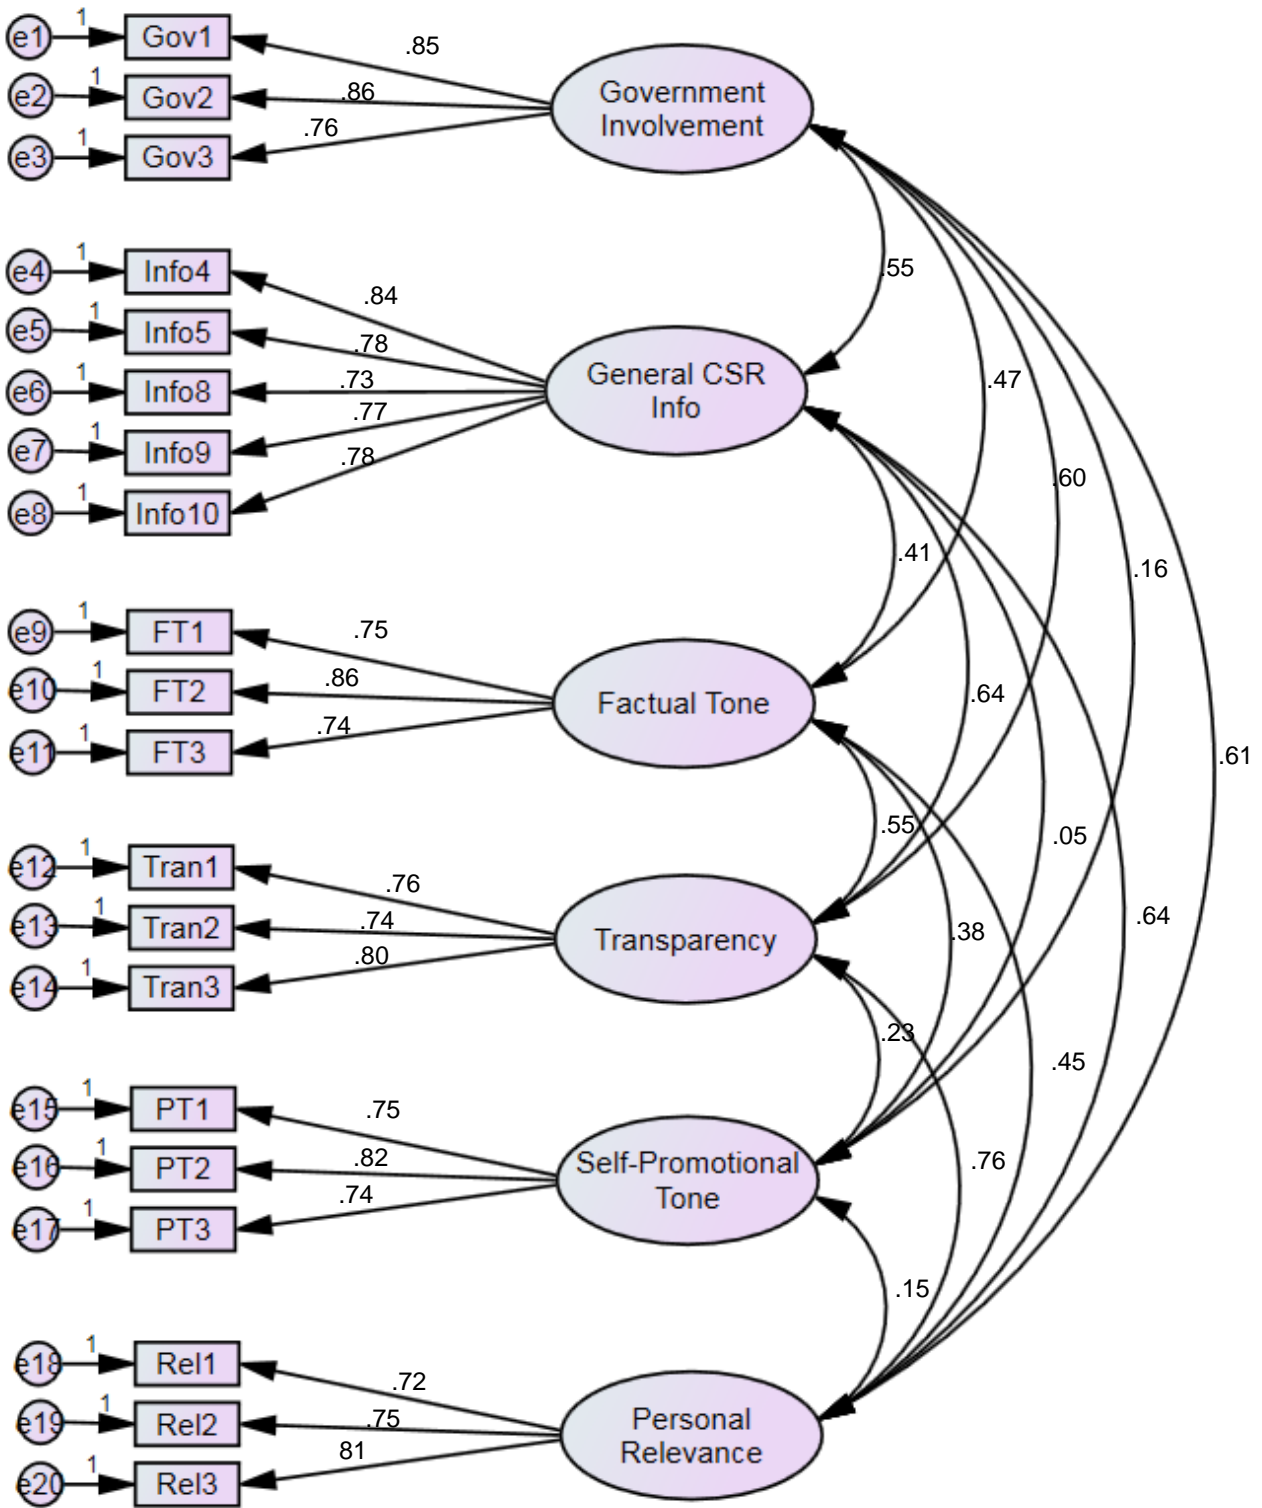 e1
1
Gov1
.85
e2
1
Gov2
.86
e3
1
Gov3
.76
Government
Involvement
e4
1
Info4
.84
e5
1
Info5
.78
e6
1
Info8
.73
e7
1
Info9
.77
e8
1
Info10
.78
General CSR
Info
e9
1
FT1
.75
e10
1
FT2
.86
e11
1
FT3
.74
Factual Tone
e12
1
Tran1
.76
e13
1
Tran2
.74
e14
1
Tran3
.80
Transparency
e15
1
PT1
.75
e16
1
PT2
.82
e17
1
PT3
.74
Self-Promotional
Tone
e18
1
Rel1
.72
e19
1
Rel2
.75
e20
1
Rel3
81
Personal
Relevance
.55
.47
.60
.16
.61
.41
.64
.05
.64
.55
.38
.45
.23
.76
.15